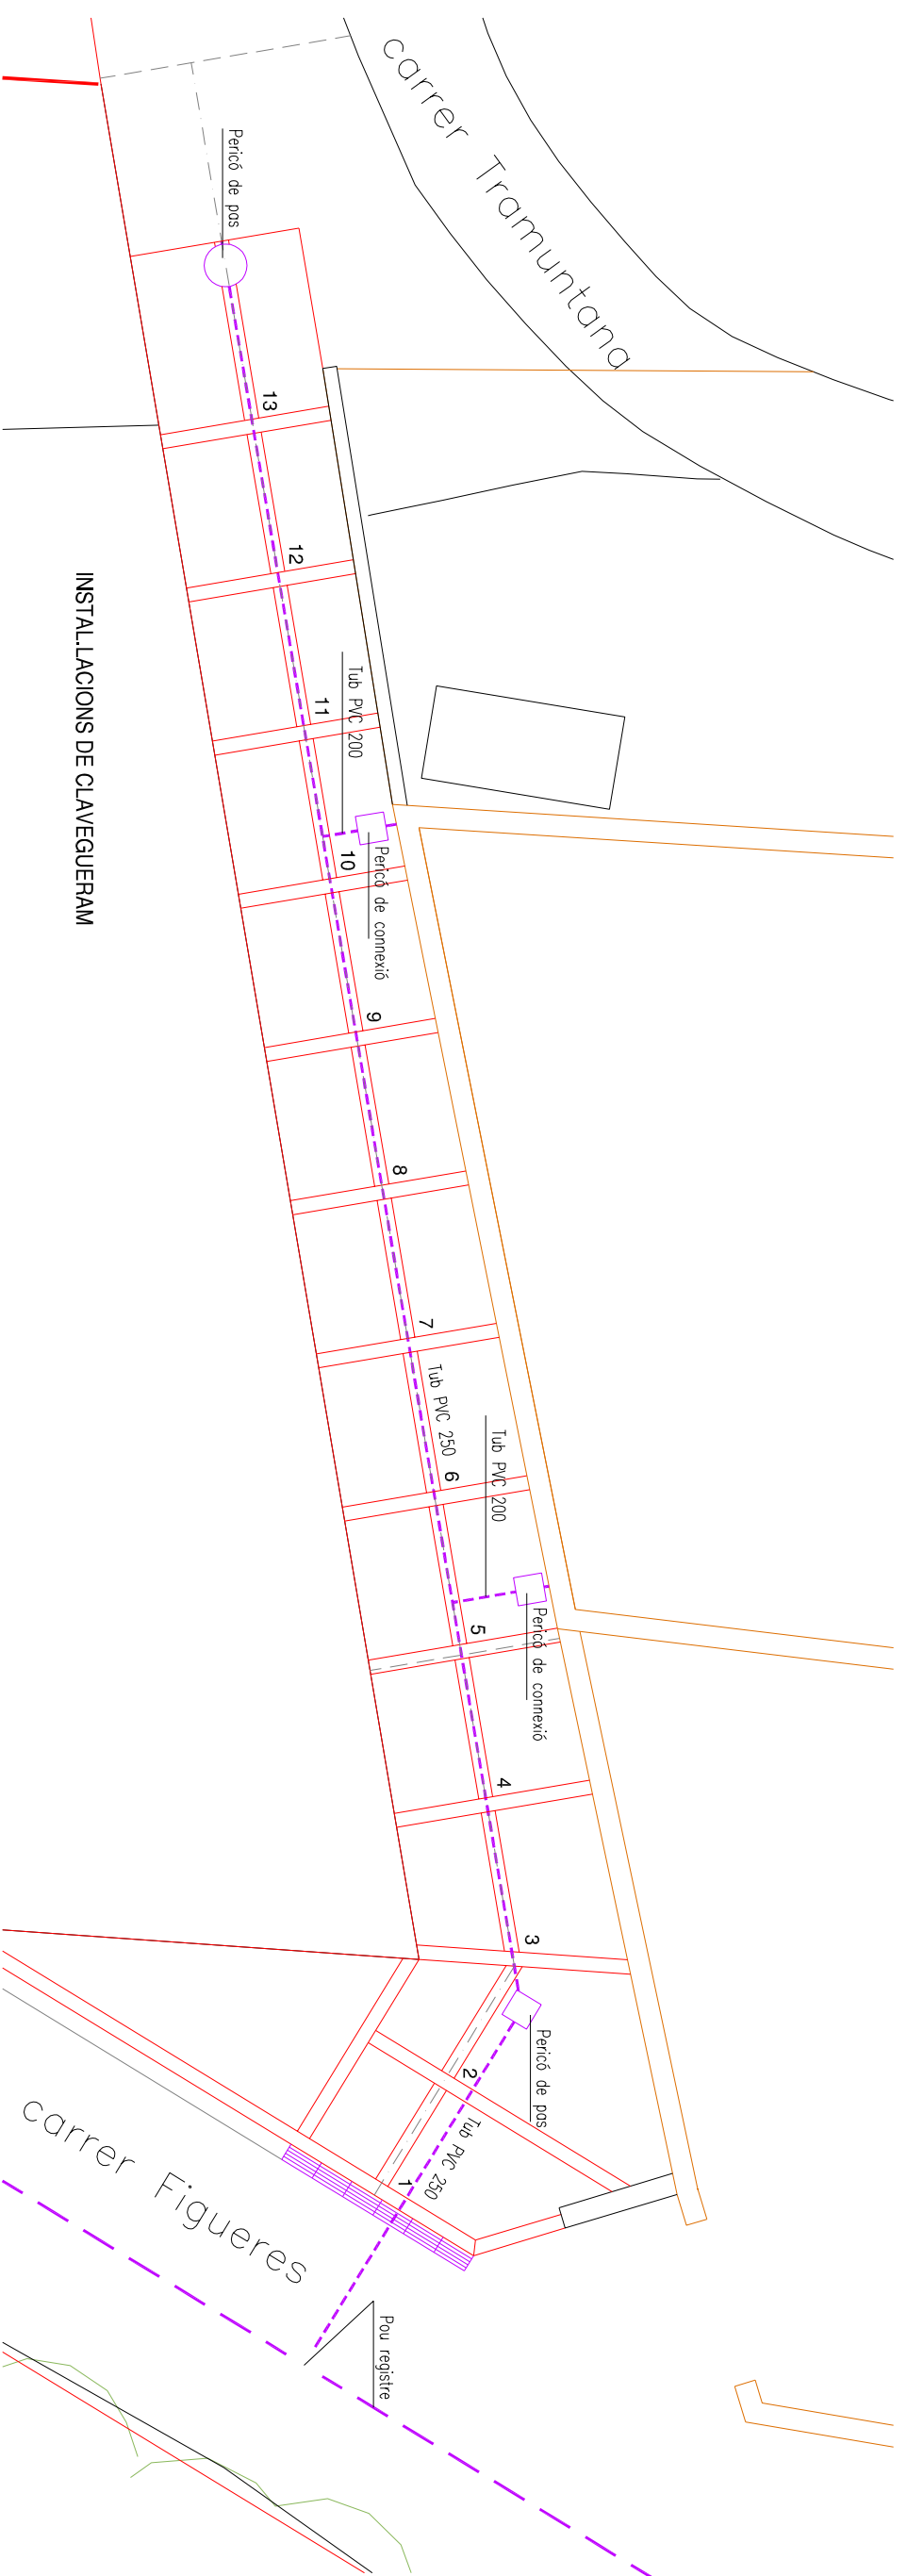 carrer Tramuntana
Pericó de pas
13
12
11
Tub PVC 200
10
Pericó de connexió
9
8
7
Tub PVC 250
6
Tub PVC 200
5
Pericó de connexió
4
3
Pericó de pas
2
Tub PVC 250
1
Pou registre
carrer Figueres
INSTAL.LACIONS DE CLAVEGUERAM